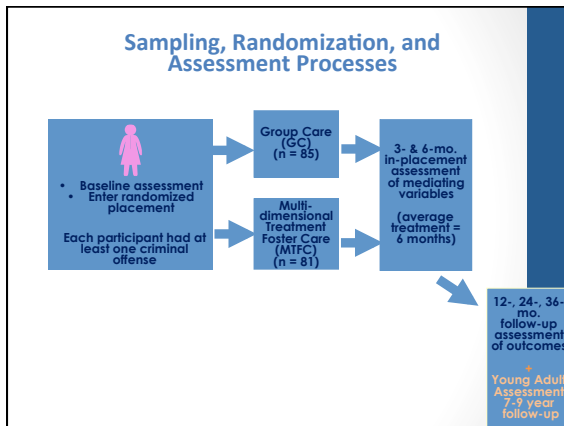 Sampling, Randomization, and
Assessment Processes
• Baseline assessment
• Enter randomized
placement
Each participant had at
least one criminal
offense
Group Care
(GC)
(n = 85)
Multi-
dimensional
Treatment
Foster Care
(MTFC)
(n = 81)
3- & 6-mo.
in-placement
assessment
of mediating
variables
(average
treatment =
6 months)
12-, 24-, 36-
mo.
follow-up
assessment
of outcomes
+
Young Adult
Assessment
7-9 year
follow-up